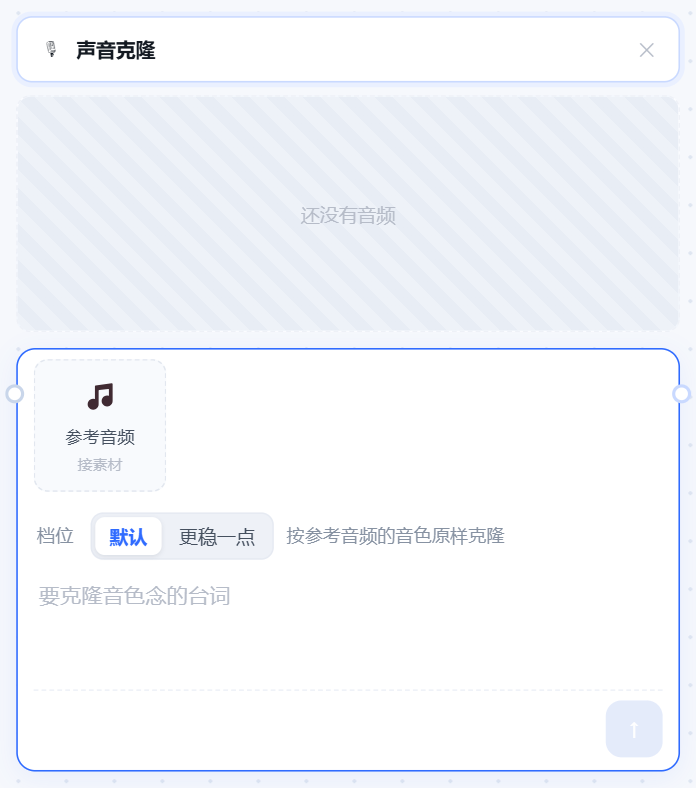 声音克隆
还没有音频
参考音频
接素材
档位 默认 更稳一点 按参考音频的音色原样克隆
要克隆音色念的台词